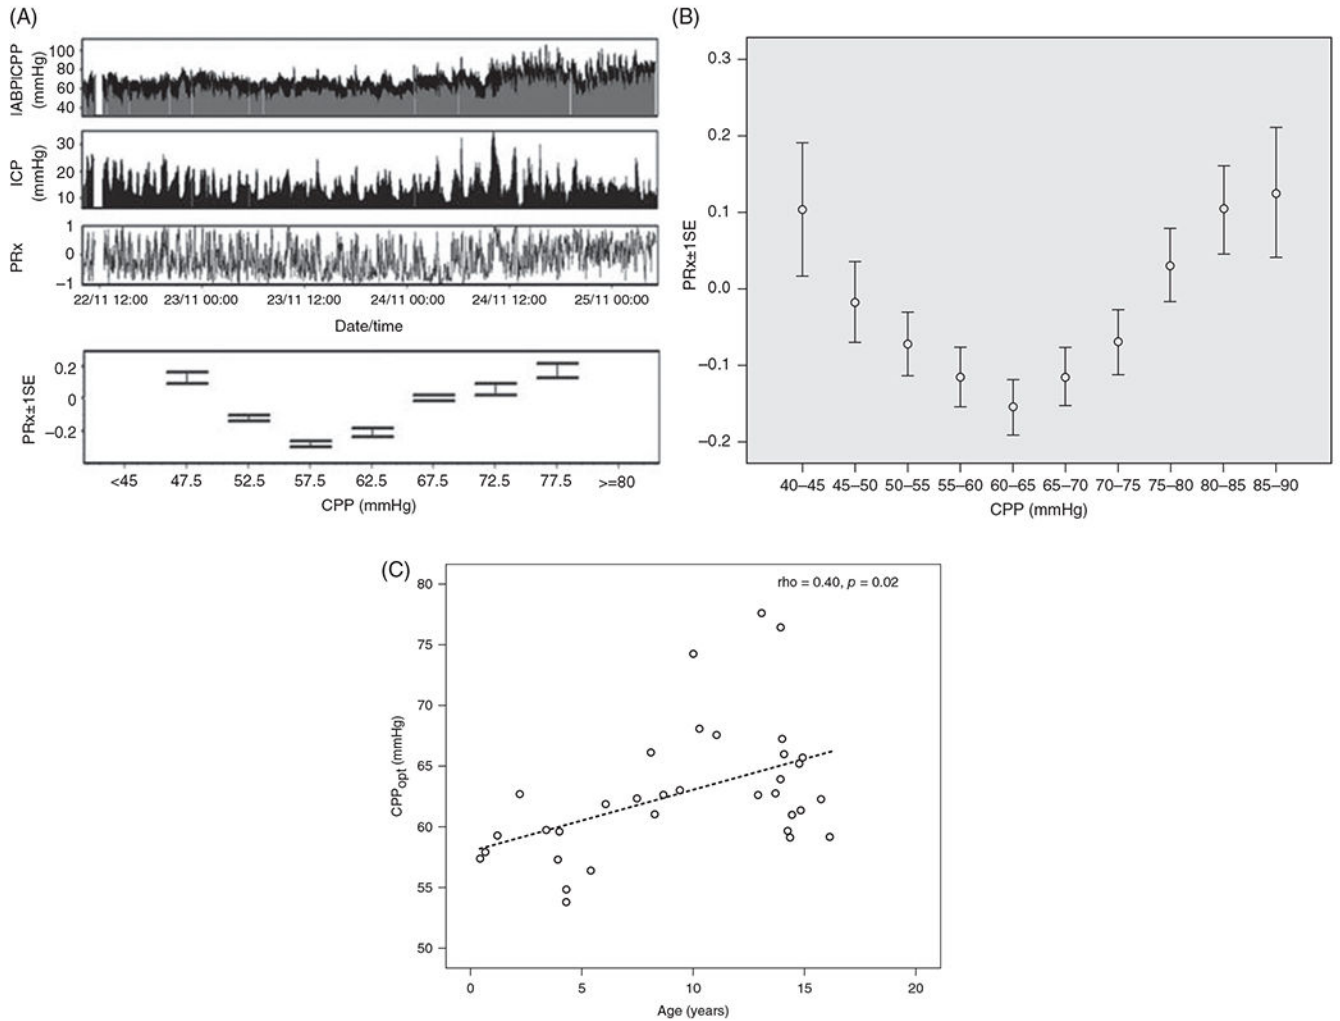 (A)
IABP|CPP
(mmHg)
100
80
60
40
ICP
(mmHg)
30
20
10
PRx
1
0
−1
22/11 12:00 23/11 00:00 23/11 12:00 24/11 00:00 24/11 12:00 25/11 00:00
Date/time
PRx±1SE
0.2
0
−0.2
<45 47.5 52.5 57.5 62.5 67.5 72.5 77.5 >=80
CPP (mmHg)
(B)
PRx±1SE
0.3
0.2
0.1
0.0
−0.1
−0.2
40–45 45–50 50–55 55–60 60–65 65–70 70–75 75–80 80–85 85–90
CPP (mmHg)
(C)
rho = 0.40, p = 0.02
CPPopt (mmHg)
80
75
70
65
60
55
50
0 5 10 15 20
Age (years)